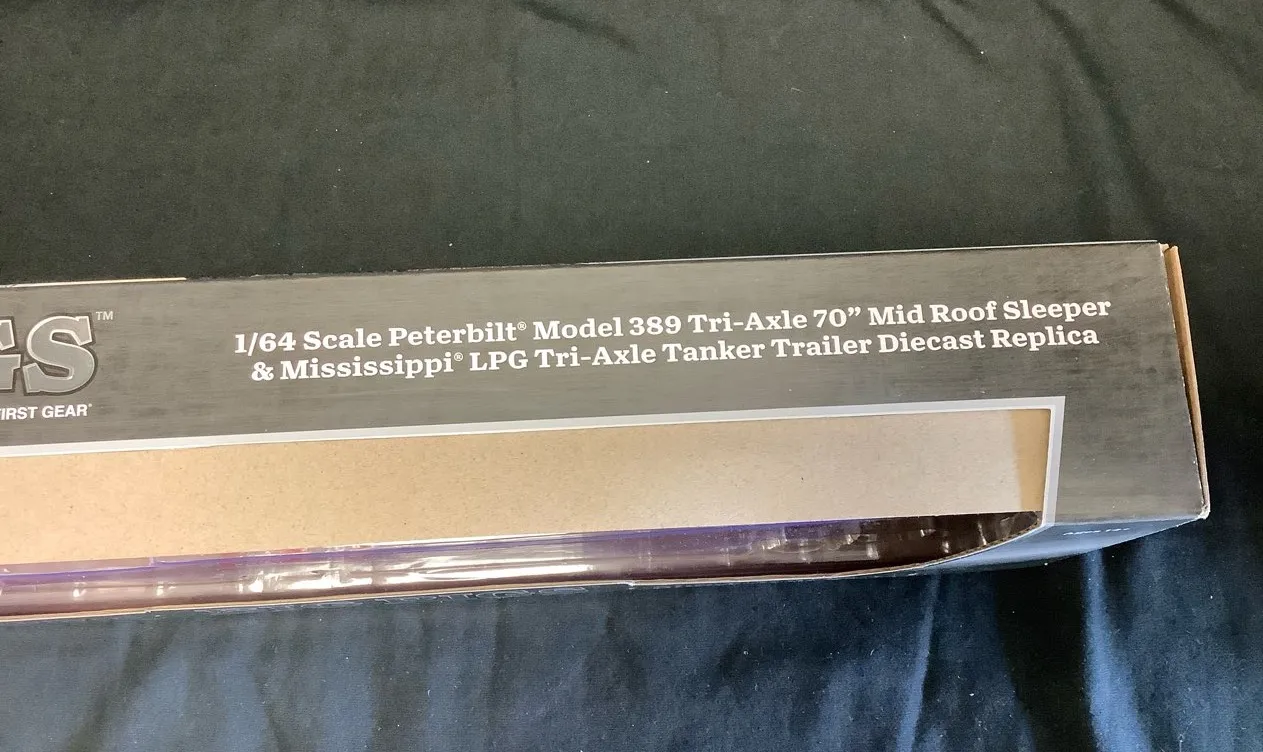 GS™
FIRST GEAR
1/64 Scale Peterbilt® Model 389 Tri-Axle 70” Mid Roof Sleeper
& Mississippi® LPG Tri-Axle Tanker Trailer Diecast Replica